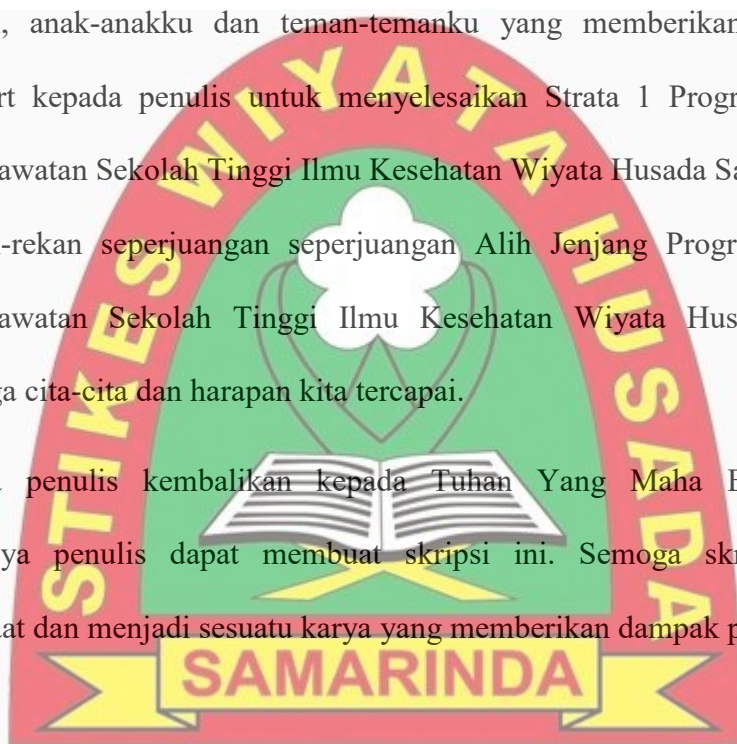 , anak-anakku dan teman-temanku yang memberikan
rt kepada penulis untuk menyelesaikan Strata 1 Progr
awatan Sekolah Tinggi Ilmu Kesehatan Wiyata Husada Sa
-rekan seperjuangan seperjuangan Alih Jenjang Progr
awatan Sekolah Tinggi Ilmu Kesehatan Wiyata Hus
ga cita-cita dan harapan kita tercapai.
penulis kembalikan kepada Tuhan Yang Maha E
ya penulis dapat membuat skripsi ini. Semoga sk
at dan menjadi sesuatu karya yang memberikan dampak p
STIKES WIYATA HUSADA
SAMARINDA